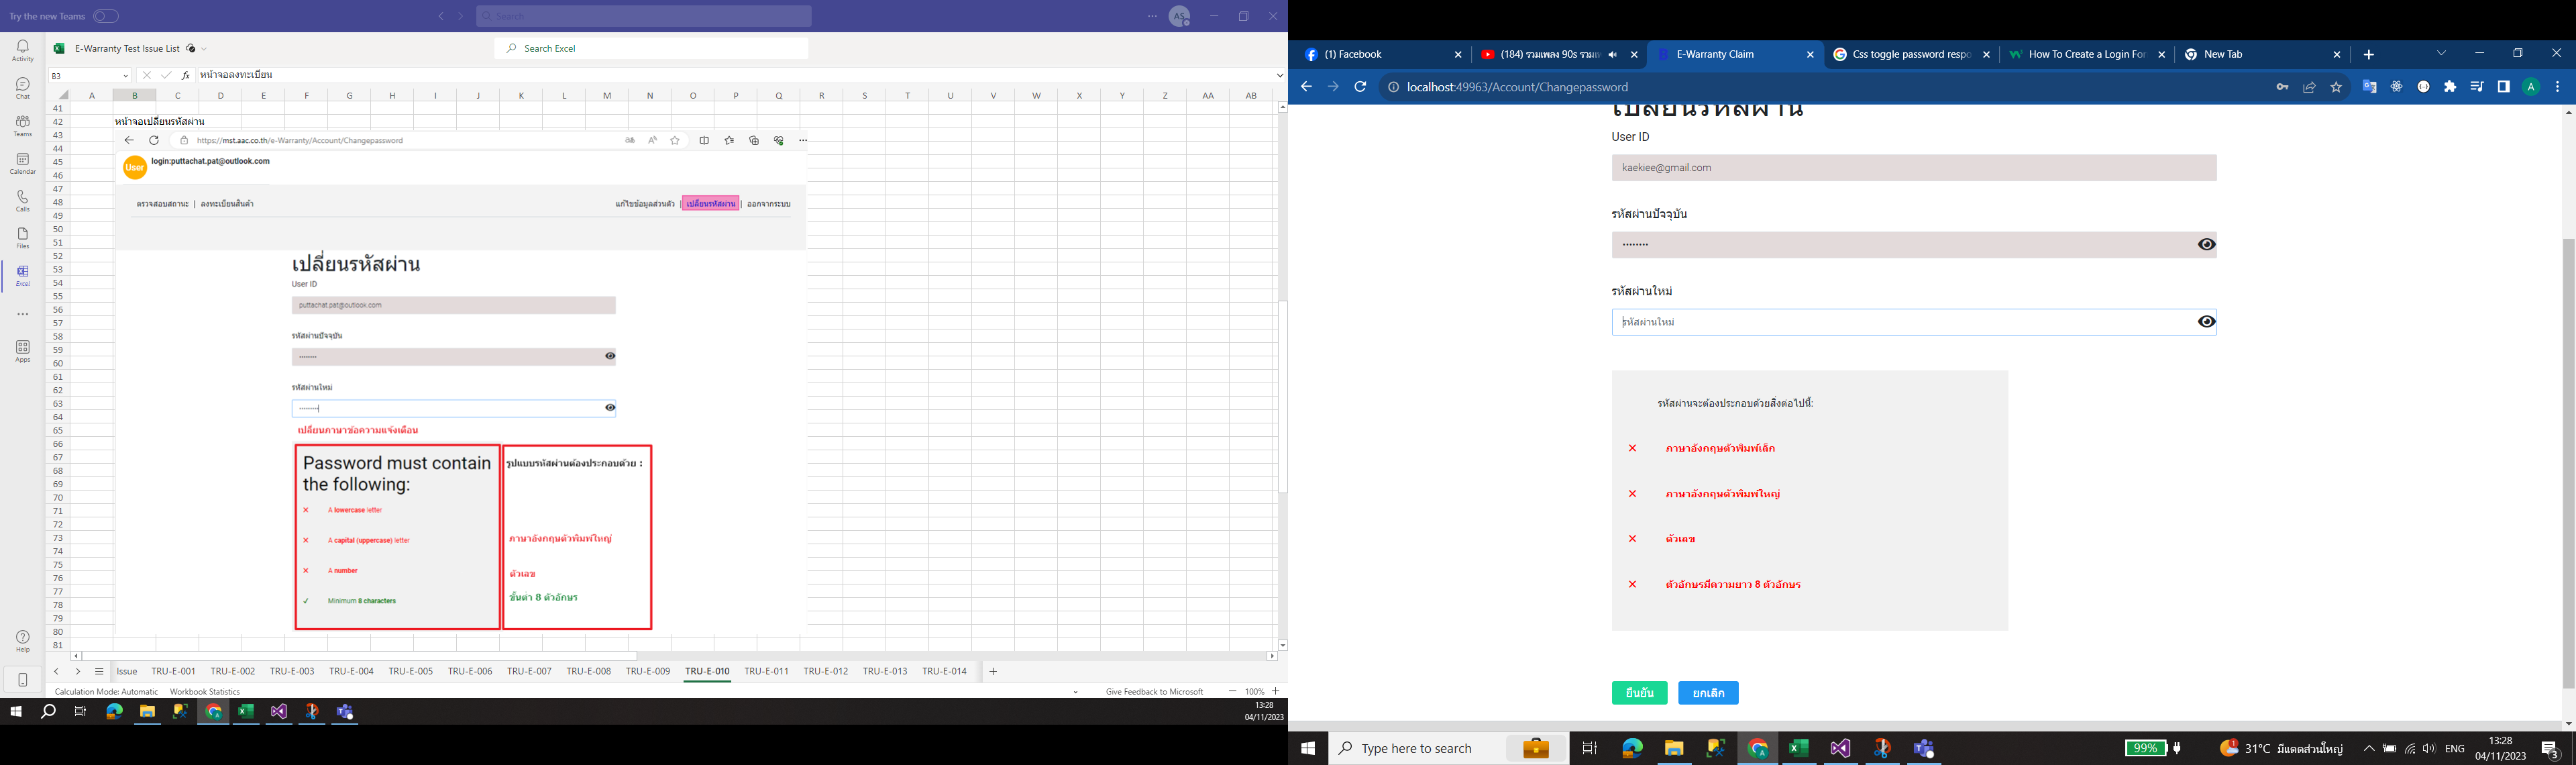 Try the new Teams
Search
AS
E-Warranty Test Issue List
Search Excel
B3
fx
หน้าจอลงทะเบียน
A B C D E F G H I J K L M N O P Q R S T U V W X Y Z AA AB
Activity
Chat
Teams
Calendar
Calls
Files
Excel
Apps
Help
41
42
43
44
45
46
47
48
49
50
51
52
53
54
55
56
57
58
59
60
61
62
63
64
65
66
67
68
69
70
71
72
73
74
75
76
77
78
79
80
81
หน้าจอเปลี่ยนรหัสผ่าน
https://mst.aac.co.th/e-Warranty/Account/Changepassword
User
login:puttachat.pat@outlook.com
ตรวจสอบสถานะ | ลงทะเบียนสินค้า
แก้ไขข้อมูลส่วนตัว | เปลี่ยนรหัสผ่าน | ออกจากระบบ
เปลี่ยนรหัสผ่าน
User ID
puttachat.pat@outlook.com
รหัสผ่านปัจจุบัน
รหัสผ่านใหม่
เปลี่ยนภาษาข้อความแจ้งเตือน
Password must contain
the following:
A lowercase letter
A capital (uppercase) letter
A number
Minimum 8 characters
รูปแบบรหัสผ่านต้องประกอบด้วย :
ภาษาอังกฤษตัวพิมพ์ใหญ่
ตัวเลข
ขั้นต่ำ 8 ตัวอักษร
Issue TRU-E-001 TRU-E-002 TRU-E-003 TRU-E-004 TRU-E-005 TRU-E-006 TRU-E-007 TRU-E-008 TRU-E-009 TRU-E-010 TRU-E-011 TRU-E-012 TRU-E-013 TRU-E-014
Calculation Mode: Automatic Workbook Statistics
Give Feedback to Microsoft
100%
13:28
04/11/2023
(1) Facebook
(184) รวมเพลง 90s รวมเ
E-Warranty Claim
Css toggle password respo
How To Create a Login For
New Tab
localhost:49963/Account/Changepassword
A
เปลี่ยนรหัสผ่าน
User ID
kaekiee@gmail.com
รหัสผ่านปัจจุบัน
รหัสผ่านใหม่
รหัสผ่านใหม่
รหัสผ่านจะต้องประกอบด้วยสิ่งต่อไปนี้:
ภาษาอังกฤษตัวพิมพ์เล็ก
ภาษาอังกฤษตัวพิมพ์ใหญ่
ตัวเลข
ตัวอักษรมีความยาว 8 ตัวอักษร
ยืนยัน
ยกเลิก
Type here to search
99%
1
31°C มีแดดส่วนใหญ่
ENG
13:28
04/11/2023
3